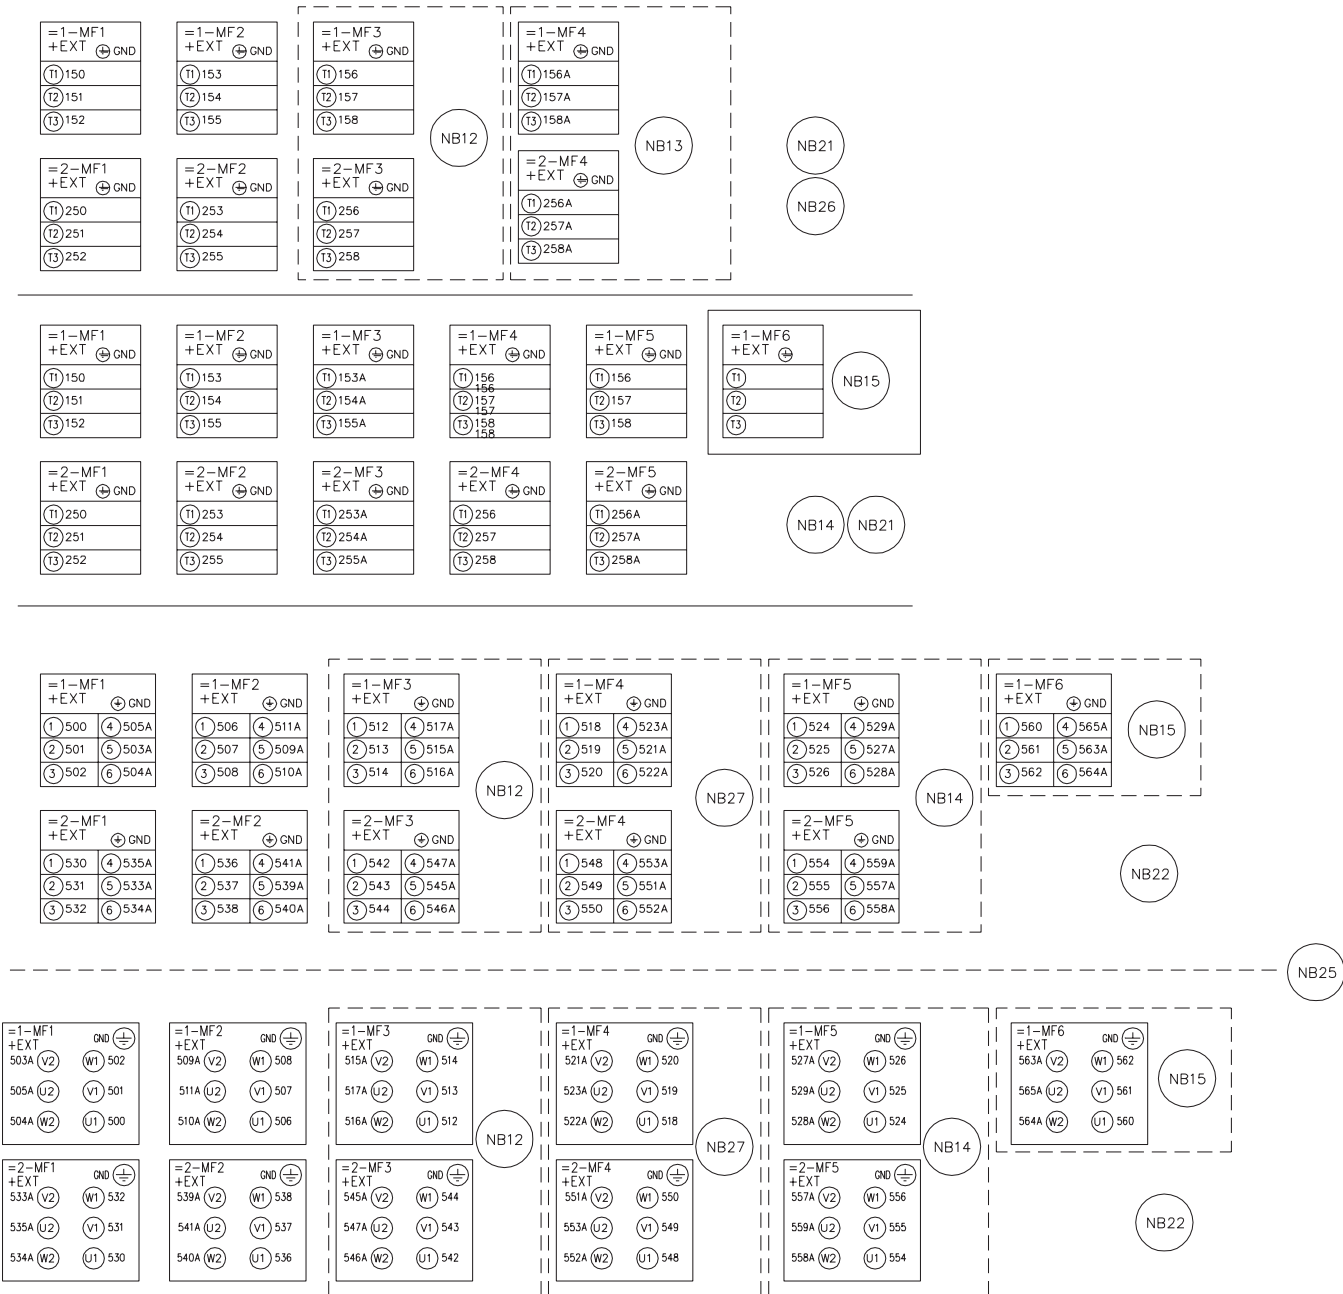 =1-MF1
+EXT GND
T1 150
T2 151
T3 152
=1-MF2
+EXT GND
T1 153
T2 154
T3 155
=1-MF3
+EXT GND
T1 156
T2 157
T3 158
NB12
=1-MF4
+EXT GND
T1 156A
T2 157A
T3 158A
NB13
NB21
NB26
=2-MF1
+EXT GND
T1 250
T2 251
T3 252
=2-MF2
+EXT GND
T1 253
T2 254
T3 255
=2-MF3
+EXT GND
T1 256
T2 257
T3 258
=2-MF4
+EXT GND
T1 256A
T2 257A
T3 258A
=1-MF1
+EXT GND
T1 150
T2 151
T3 152
=1-MF2
+EXT GND
T1 153
T2 154
T3 155
=1-MF3
+EXT GND
T1 153A
T2 154A
T3 155A
=1-MF4
+EXT GND
T1 156
156
T2 157
157
T3 158
158
=1-MF5
+EXT GND
T1 156
T2 157
T3 158
=1-MF6
+EXT
T1
T2
T3
NB15
=2-MF1
+EXT GND
T1 250
T2 251
T3 252
=2-MF2
+EXT GND
T1 253
T2 254
T3 255
=2-MF3
+EXT GND
T1 253A
T2 254A
T3 255A
=2-MF4
+EXT GND
T1 256
T2 257
T3 258
=2-MF5
+EXT GND
T1 256A
T2 257A
T3 258A
NB14 NB21
=1-MF1
+EXT GND
1 500 4 505A
2 501 5 503A
3 502 6 504A
=1-MF2
+EXT GND
1 506 4 511A
2 507 5 509A
3 508 6 510A
=1-MF3
+EXT GND
1 512 4 517A
2 513 5 515A
3 514 6 516A
NB12
=1-MF4
+EXT GND
1 518 4 523A
2 519 5 521A
3 520 6 522A
NB27
=1-MF5
+EXT GND
1 524 4 529A
2 525 5 527A
3 526 6 528A
NB14
=1-MF6
+EXT GND
1 560 4 565A
2 561 5 563A
3 562 6 564A
NB15
=2-MF1
+EXT GND
1 530 4 535A
2 531 5 533A
3 532 6 534A
=2-MF2
+EXT GND
1 536 4 541A
2 537 5 539A
3 538 6 540A
=2-MF3
+EXT GND
1 542 4 547A
2 543 5 545A
3 544 6 546A
=2-MF4
+EXT GND
1 548 4 553A
2 549 5 551A
3 550 6 552A
=2-MF5
+EXT GND
1 554 4 559A
2 555 5 557A
3 556 6 558A
NB22
NB25
=1-MF1 GND
+EXT
503A V2 W1 502
505A U2 V1 501
504A W2 U1 500
=1-MF2 GND
+EXT
509A V2 W1 508
511A U2 V1 507
510A W2 U1 506
=1-MF3 GND
+EXT
515A V2 W1 514
517A U2 V1 513
516A W2 U1 512
NB12
=1-MF4 GND
+EXT
521A V2 W1 520
523A U2 V1 519
522A W2 U1 518
NB27
=1-MF5 GND
+EXT
527A V2 W1 526
529A U2 V1 525
528A W2 U1 524
NB14
=1-MF6 GND
+EXT
563A V2 W1 562
565A U2 V1 561
564A W2 U1 560
NB15
=2-MF1 GND
+EXT
533A V2 W1 532
535A U2 V1 531
534A W2 U1 530
=2-MF2 GND
+EXT
539A V2 W1 538
541A U2 V1 537
540A W2 U1 536
=2-MF3 GND
+EXT
545A V2 W1 544
547A U2 V1 543
546A W2 U1 542
=2-MF4 GND
+EXT
551A V2 W1 550
553A U2 V1 549
552A W2 U1 548
=2-MF5 GND
+EXT
557A V2 W1 556
559A U2 V1 555
558A W2 U1 554
NB22